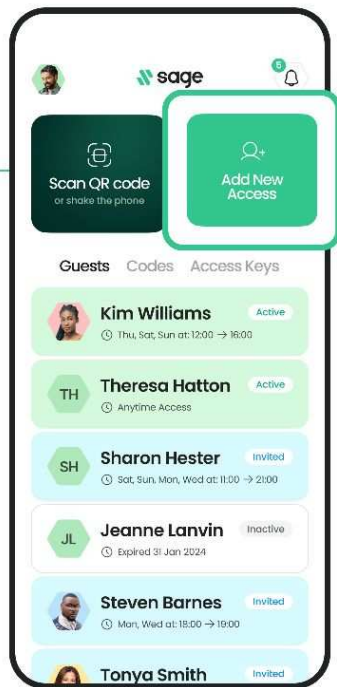 sage
5
Scan QR code
or shake the phone
Add New
Access
Guests Codes Access Keys
Kim Williams Active
Thu, Sat, Sun at: 12:00 → 16:00
TH Theresa Hatton Active
Anytime Access
SH Sharon Hester Invited
Sat, Sun, Mon, Wed at: 11:00 → 21:00
JL Jeanne Lanvin Inactive
Expired 31 Jan 2024
Steven Barnes Invited
Mon, Wed at: 18:00 → 19:00
Tonya Smith Invited